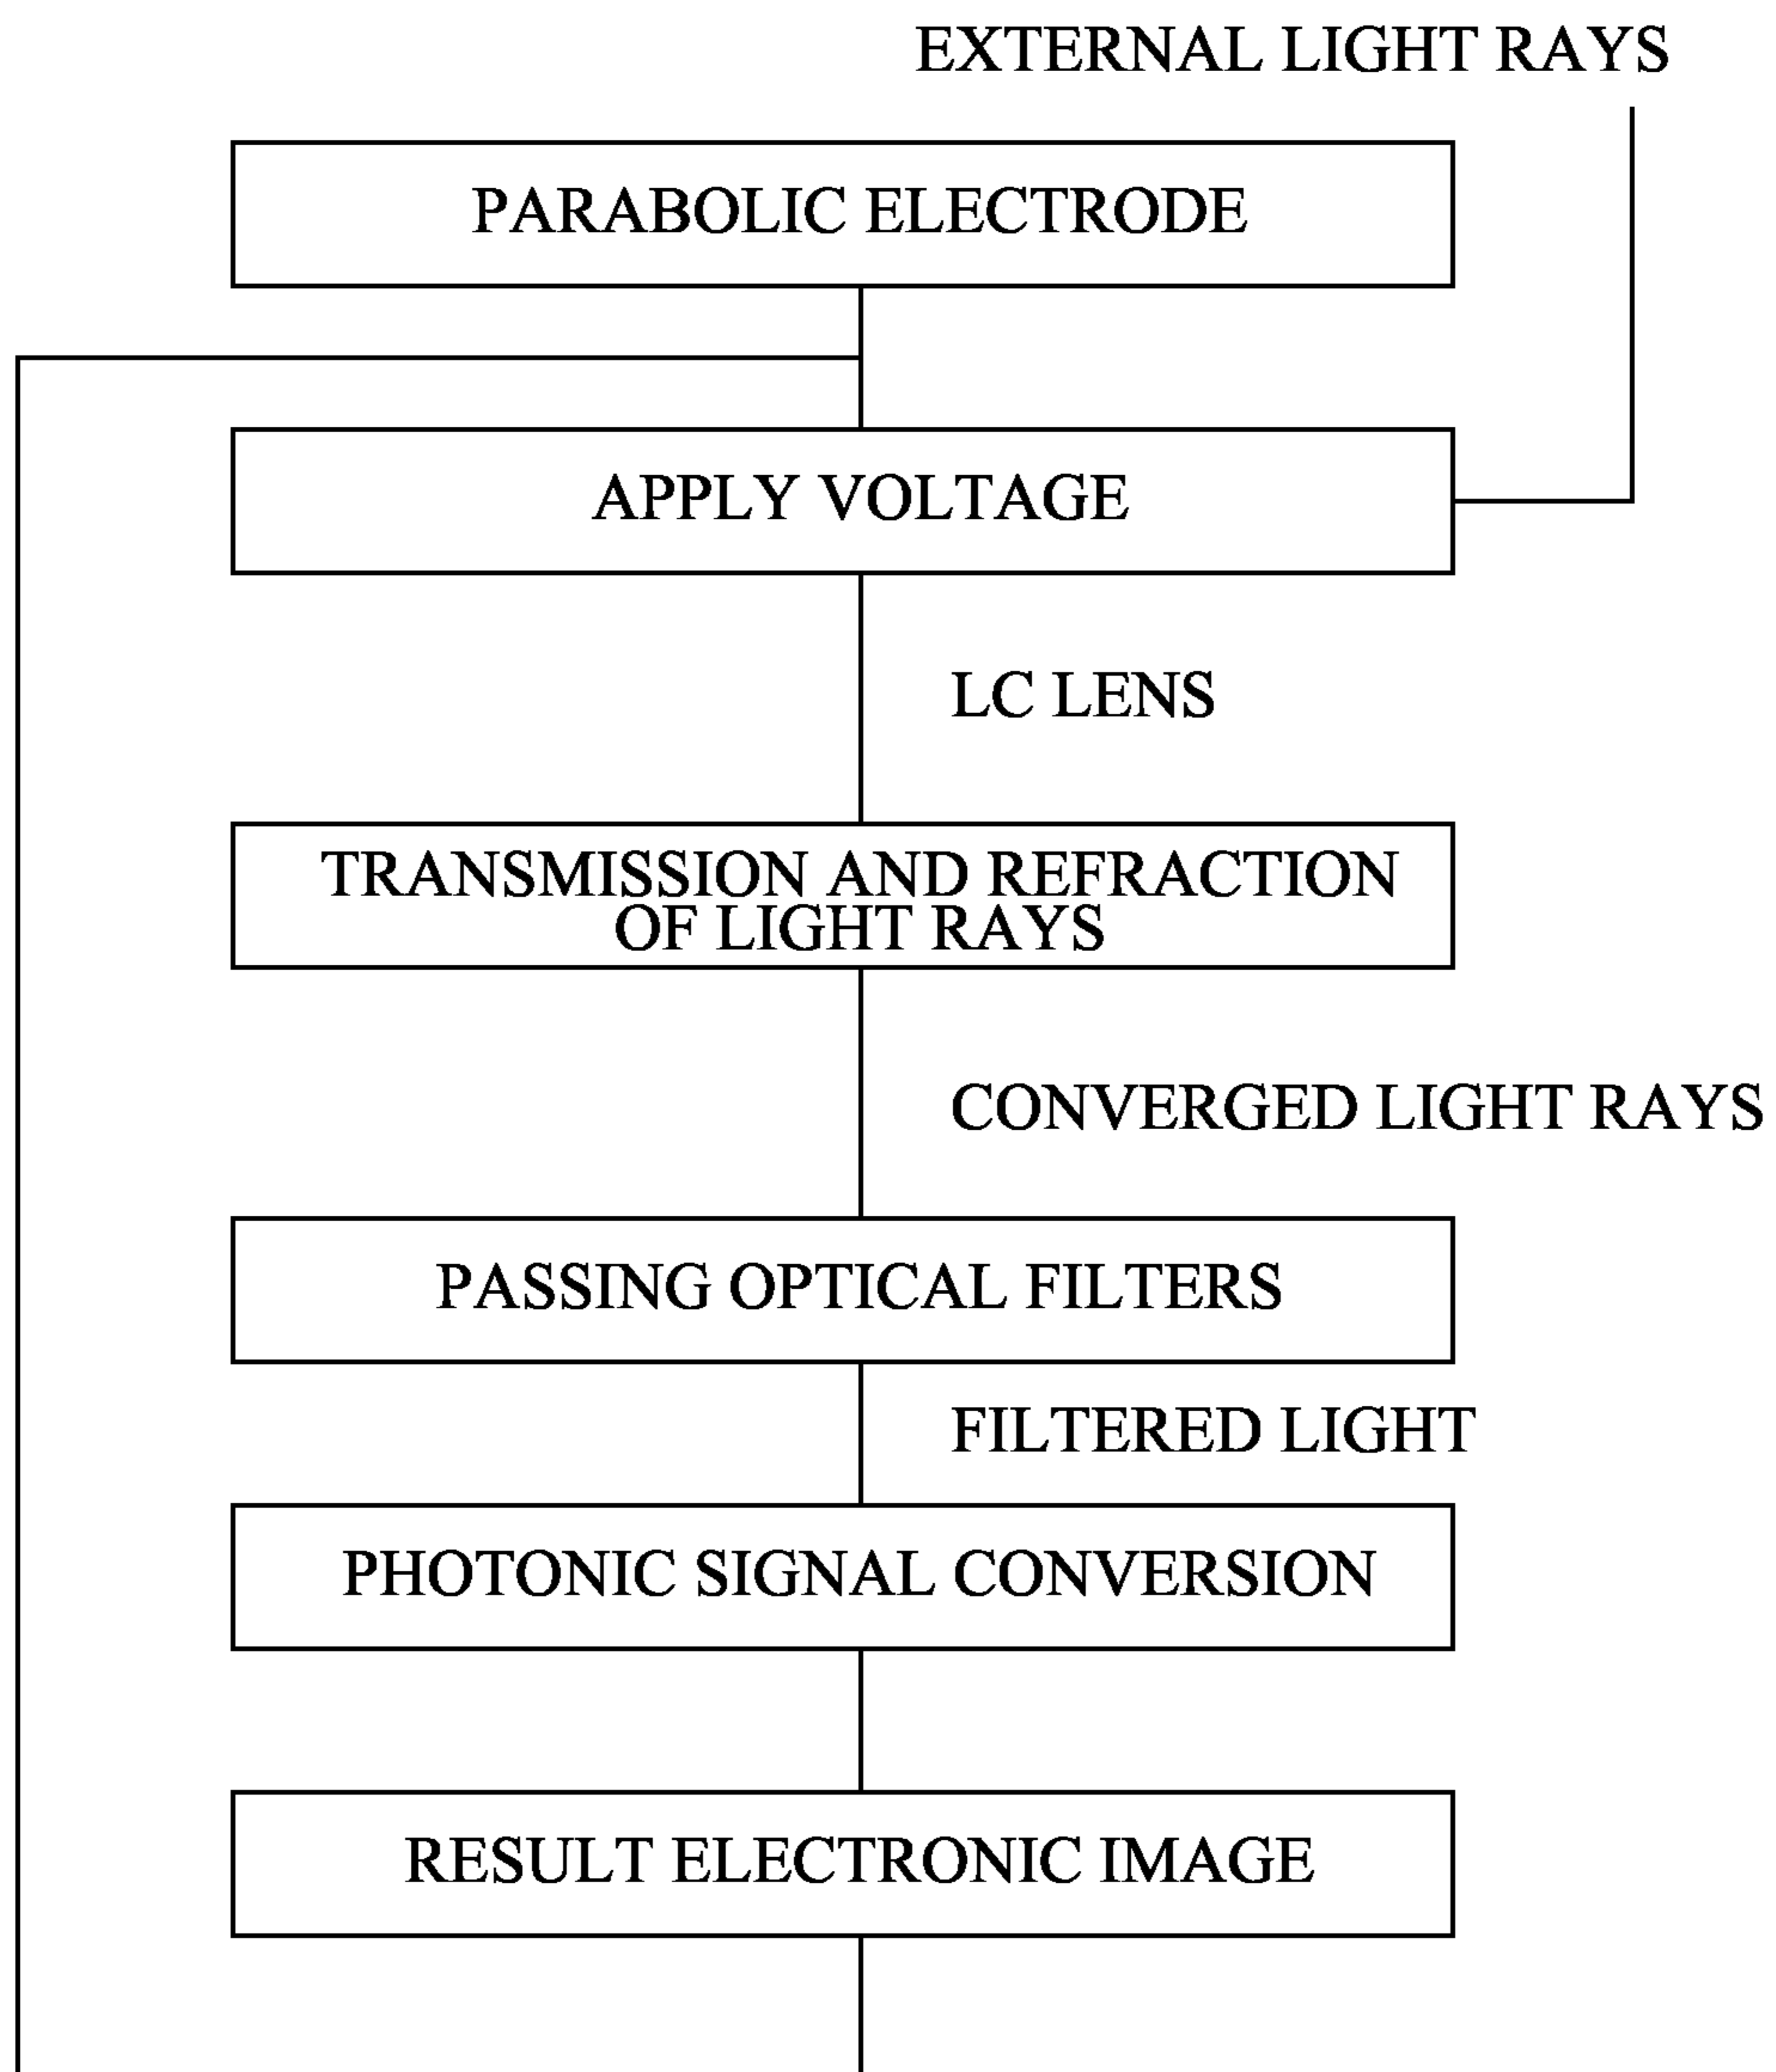 EXTERNAL LIGHT RAYS
PARABOLIC ELECTRODE
APPLY VOLTAGE
LC LENS
TRANSMISSION AND REFRACTION
OF LIGHT RAYS
CONVERGED LIGHT RAYS
PASSING OPTICAL FILTERS
FILTERED LIGHT
PHOTONIC SIGNAL CONVERSION
RESULT ELECTRONIC IMAGE